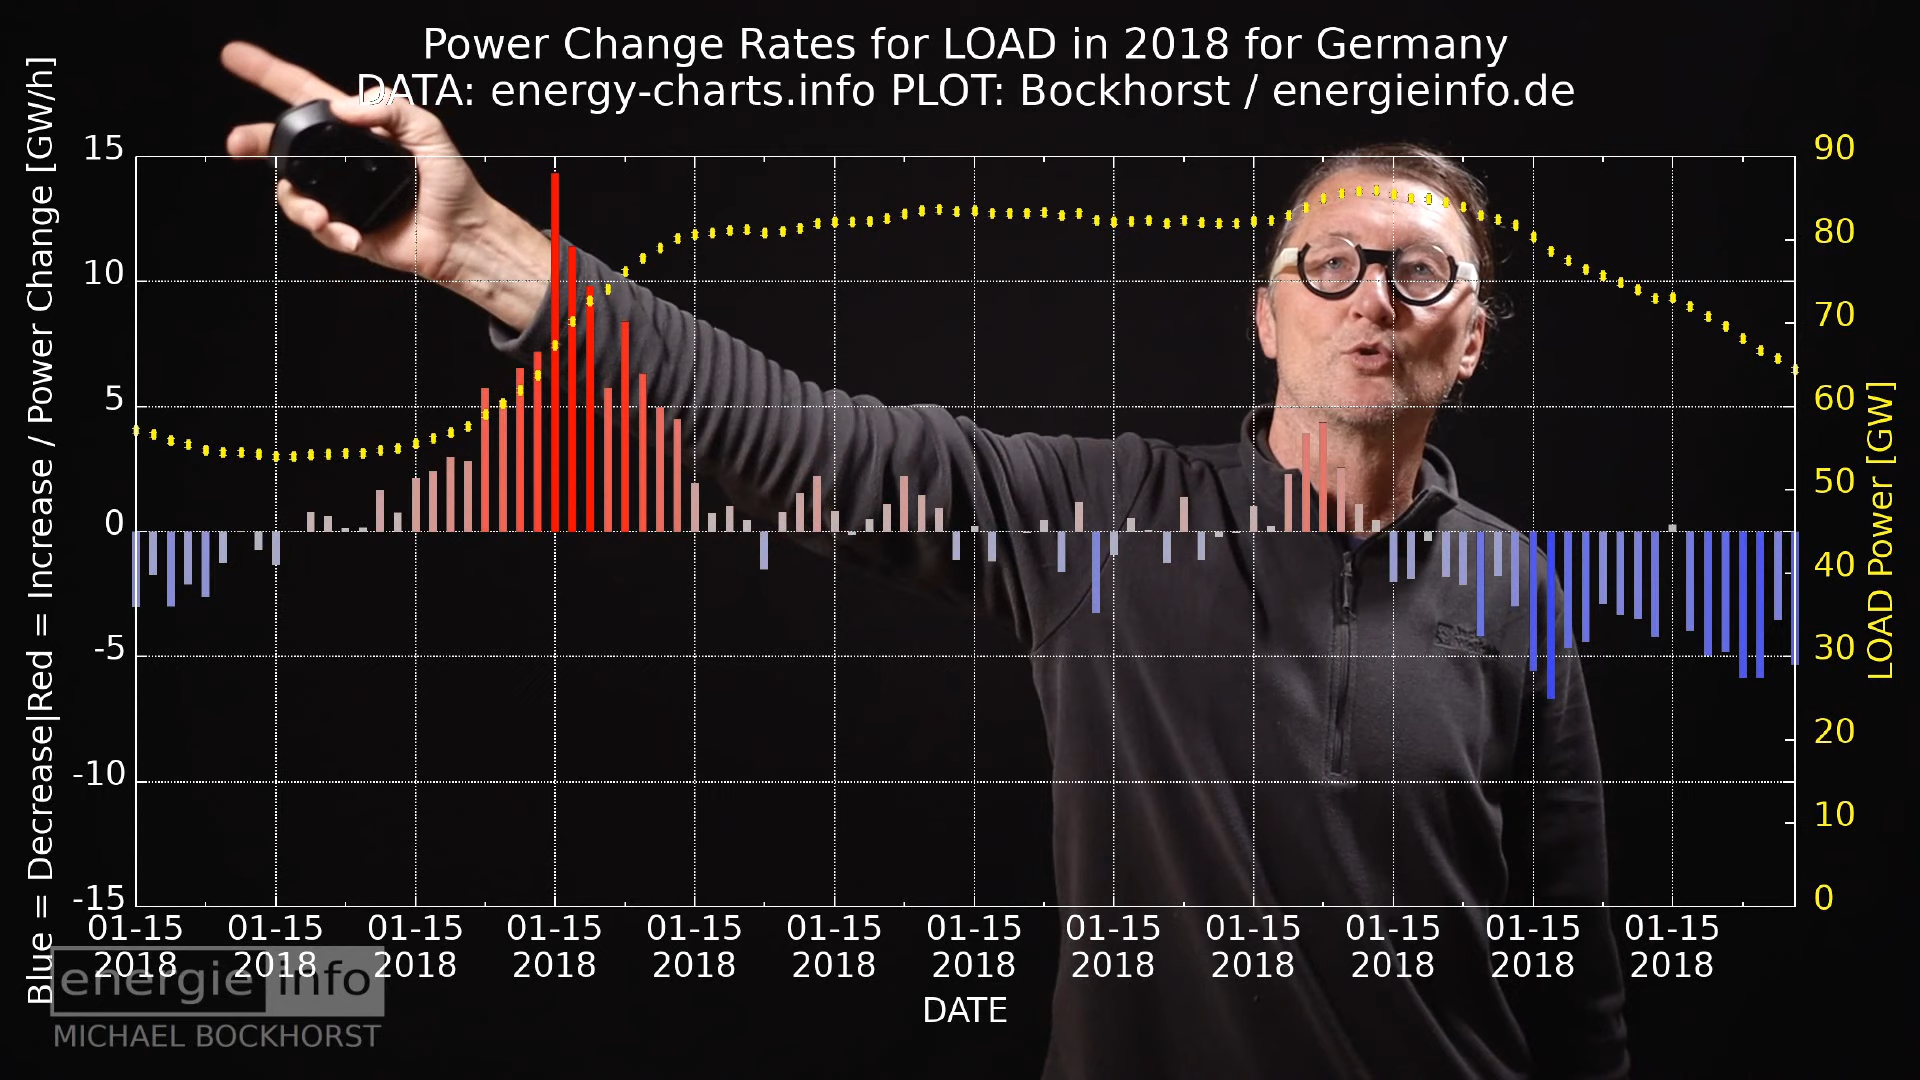 Power Change Rates for LOAD in 2018 for Germany
DATA: energy-charts.info PLOT: Bockhorst / energieinfo.de
Blue = Decrease|Red = Increase / Power Change [GW/h]
15
10
5
0
-5
-10
-15
90
80
70
60
50
40
30
20
10
0
LOAD Power [GW]
01-15 01-15 01-15 01-15 01-15 01-15 01-15 01-15 01-15 01-15 01-15 01-15
2018 2018 2018 2018 2018 2018 2018 2018 2018 2018 2018 2018
DATE
energie info
MICHAEL BOCKHORST